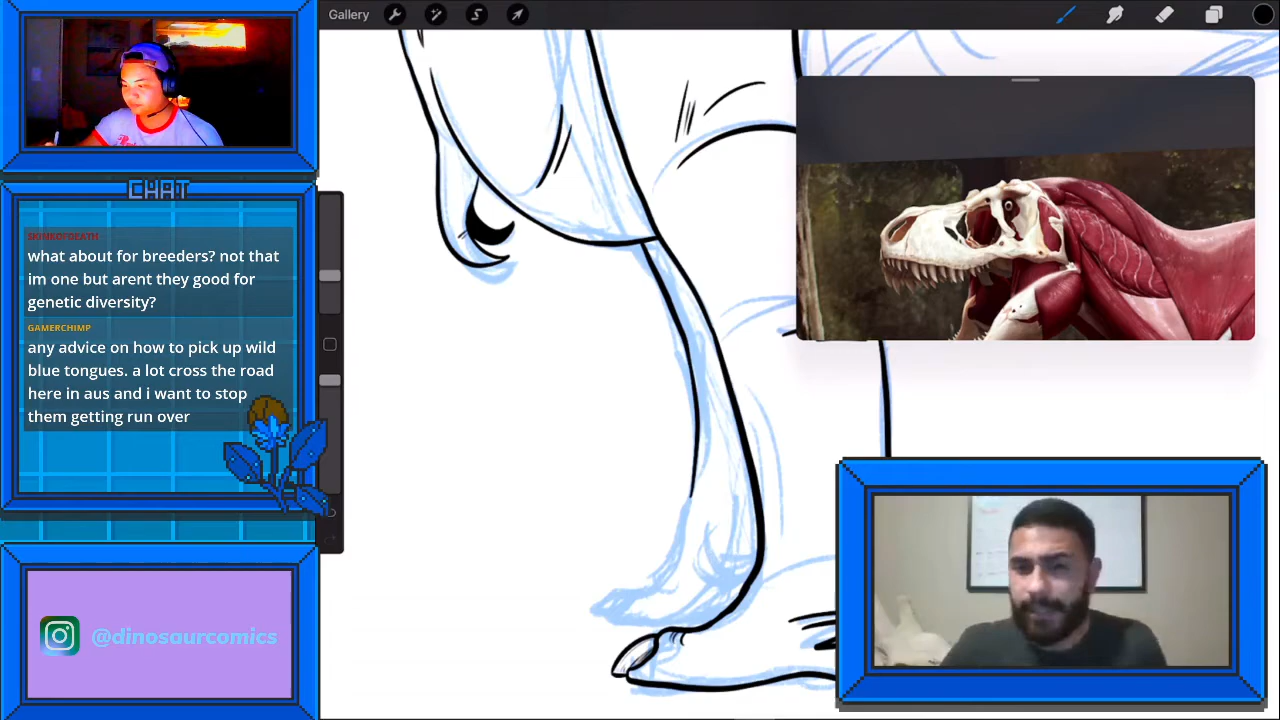 Gallery
CHAT
SKINKOFDEATH
what about for breeders? not that
im one but arent they good for
genetic diversity?
GAMERCHIMP
any advice on how to pick up wild
blue tongues. a lot cross the road
here in aus and i want to stop
them getting run over
@dinosaurcomics